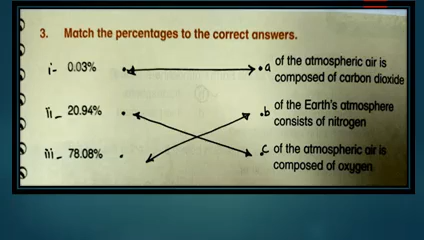 3. Match the percentages to the correct answers.
i- 0.03%
.a of the atmospheric air is
composed of carbon dioxide
ii- 20.94%
.b of the Earth's atmosphere
consists of nitrogen
iii- 78.08%
.c of the atmospheric air is
composed of oxygen